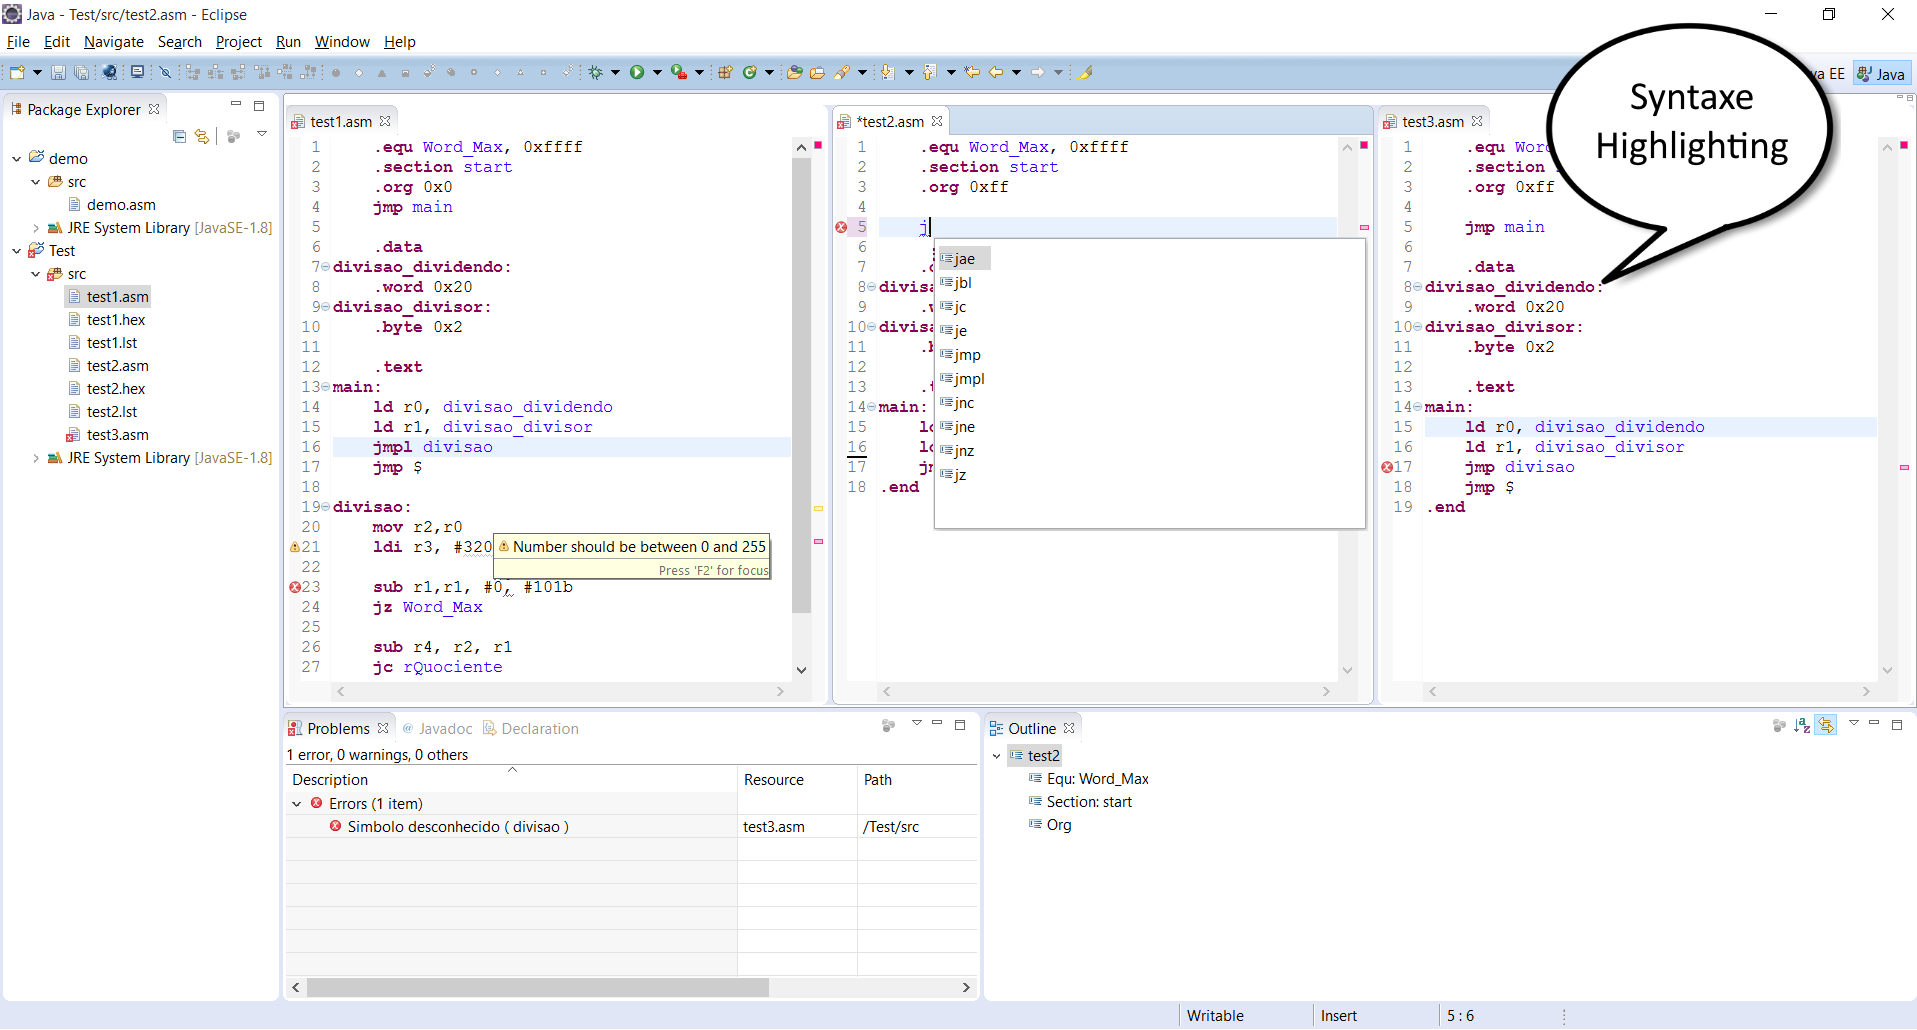 Java - Test/src/test2.asm - Eclipse
File Edit Navigate Search Project Run Window Help
Java
Syntaxe
Highlighting
Package Explorer
demo
src
demo.asm
JRE System Library [JavaSE-1.8]
Test
src
test1.asm
test1.hex
test1.lst
test2.asm
test2.hex
test2.lst
test3.asm
JRE System Library [JavaSE-1.8]
test1.asm
1 .equ Word_Max, 0xffff
2 .section start
3 .org 0x0
4 jmp main
5
6 .data
7 divisao_dividendo:
8 .word 0x20
9 divisao_divisor:
10 .byte 0x2
11
12 .text
13 main:
14 ld r0, divisao_dividendo
15 ld r1, divisao_divisor
16 jmpl divisao
17 jmp $
18
19 divisao:
20 mov r2,r0
21 ldi r3, #320
22
23 sub r1,r1, #0, #101b
24 jz Word_Max
25
26 sub r4, r2, r1
27 jc rQuociente
Number should be between 0 and 255
Press 'F2' for focus
*test2.asm
1 .equ Word_Max, 0xffff
2 .section start
3 .org 0xff
4
5 j
6
7
8 divisa
9
10 divisa
11
12
13
14 main:
15
16
17
18 .end
jae
jbl
jc
je
jmp
jmpl
jnc
jne
jnz
jz
test3.asm
1 .equ
2 .section
3 .org 0xff
4
5 jmp main
6
7 .data
8 divisao_dividendo:
9 .word 0x20
10 divisao_divisor:
11 .byte 0x2
12
13 .text
14 main:
15 ld r0, divisao_dividendo
16 ld r1, divisao_divisor
17 jmp divisao
18 jmp $
19 .end
Problems @ Javadoc Declaration
1 error, 0 warnings, 0 others
Description Resource Path
Errors (1 item)
Simbolo desconhecido ( divisao ) test3.asm /Test/src
Outline
test2
Equ: Word_Max
Section: start
Org
Writable Insert 5 : 6